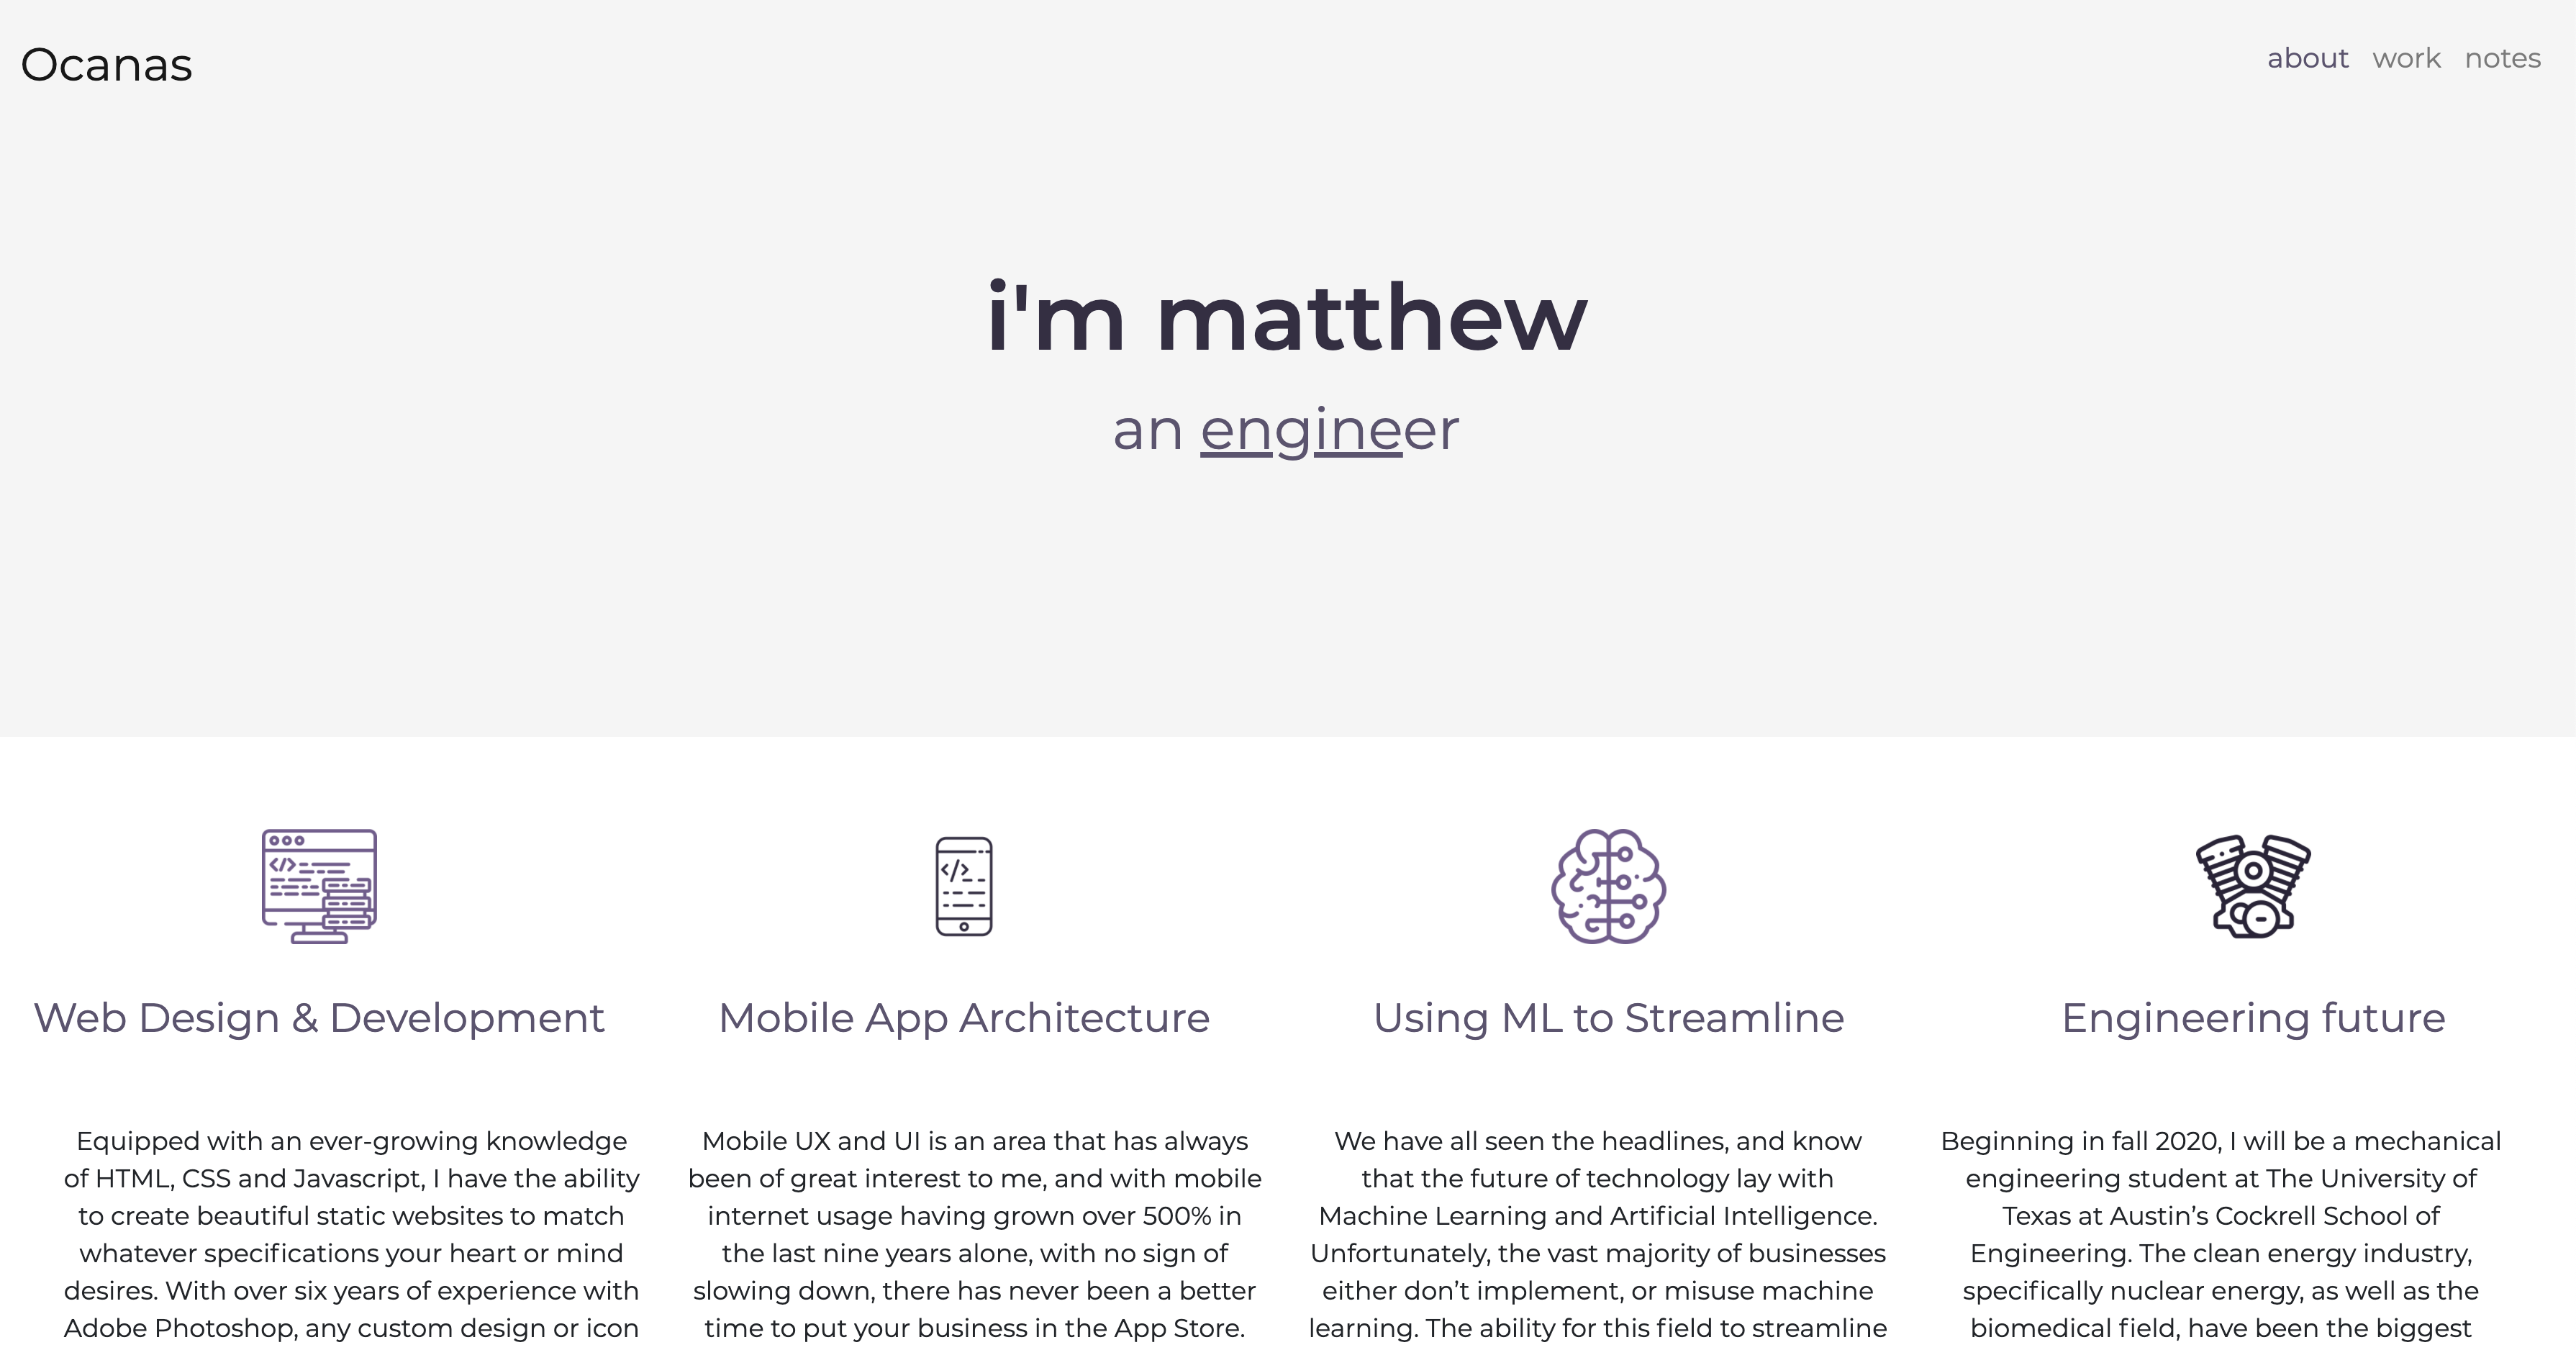 Ocanas
about work notes
i'm matthew
an engineer
Web Design & Development
Equipped with an ever-growing knowledge
of HTML, CSS and Javascript, I have the ability
to create beautiful static websites to match
whatever specifications your heart or mind
desires. With over six years of experience with
Adobe Photoshop, any custom design or icon
Mobile App Architecture
Mobile UX and UI is an area that has always
been of great interest to me, and with mobile
internet usage having grown over 500% in
the last nine years alone, with no sign of
slowing down, there has never been a better
time to put your business in the App Store.
Using ML to Streamline
We have all seen the headlines, and know
that the future of technology lay with
Machine Learning and Artificial Intelligence.
Unfortunately, the vast majority of businesses
either don’t implement, or misuse machine
learning. The ability for this field to streamline
Engineering future
Beginning in fall 2020, I will be a mechanical
engineering student at The University of
Texas at Austin’s Cockrell School of
Engineering. The clean energy industry,
specifically nuclear energy, as well as the
biomedical field, have been the biggest